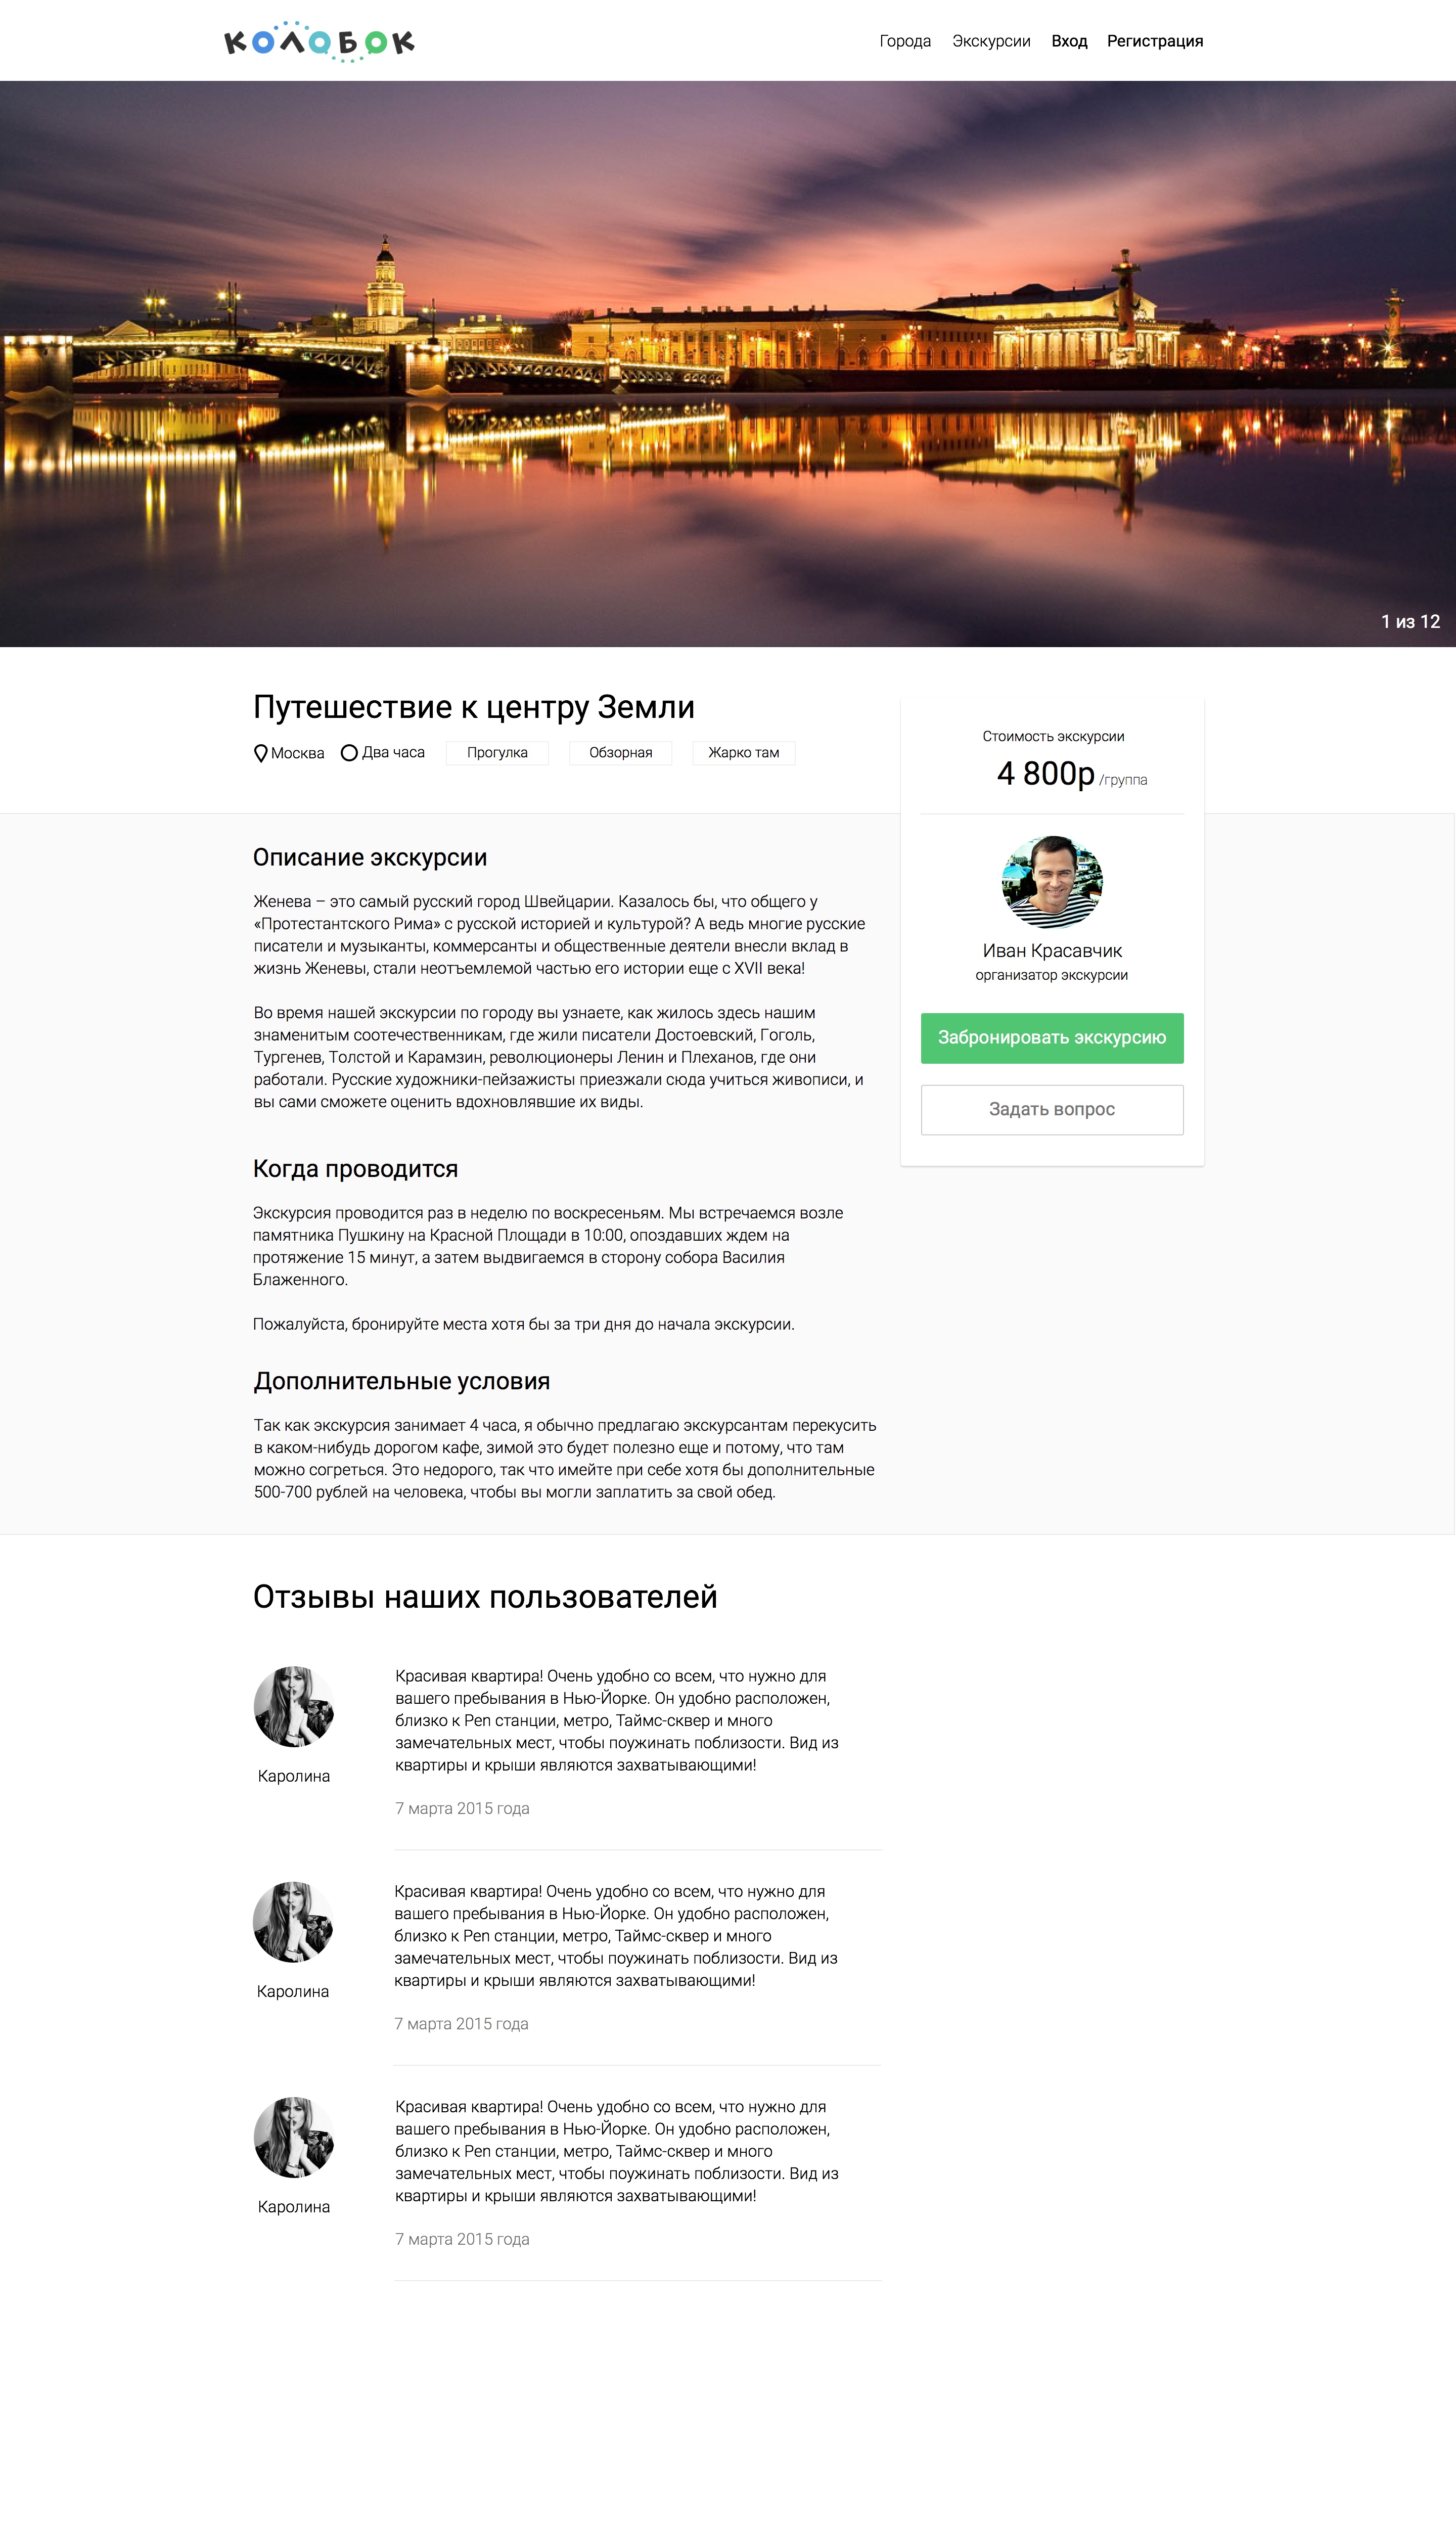 КОЛОБОК
Города Экскурсии Вход Регистрация
1 из 12
Путешествие к центру Земли
Москва Два часа Прогулка Обзорная Жарко там
Стоимость экскурсии
4 800р /группа
Иван Красавчик
организатор экскурсии
Забронировать экскурсию
Задать вопрос
Описание экскурсии
Женева – это самый русский город Швейцарии. Казалось бы, что общего у
«Протестантского Рима» с русской историей и культурой? А ведь многие русские
писатели и музыканты, коммерсанты и общественные деятели внесли вклад в
жизнь Женевы, стали неотъемлемой частью его истории еще с XVII века!
Во время нашей экскурсии по городу вы узнаете, как жилось здесь нашим
знаменитым соотечественникам, где жили писатели Достоевский, Гоголь,
Тургенев, Толстой и Карамзин, революционеры Ленин и Плеханов, где они
работали. Русские художники-пейзажисты приезжали сюда учиться живописи, и
вы сами сможете оценить вдохновлявшие их виды.
Когда проводится
Экскурсия проводится раз в неделю по воскресеньям. Мы встречаемся возле
памятника Пушкину на Красной Площади в 10:00, опоздавших ждем на
протяжение 15 минут, а затем выдвигаемся в сторону собора Василия
Блаженного.
Пожалуйста, бронируйте места хотя бы за три дня до начала экскурсии.
Дополнительные условия
Так как экскурсия занимает 4 часа, я обычно предлагаю экскурсантам перекусить
в каком-нибудь дорогом кафе, зимой это будет полезно еще и потому, что там
можно согреться. Это недорого, так что имейте при себе хотя бы дополнительные
500-700 рублей на человека, чтобы вы могли заплатить за свой обед.
Отзывы наших пользователей
Красивая квартира! Очень удобно со всем, что нужно для
вашего пребывания в Нью-Йорке. Он удобно расположен,
близко к Pen станции, метро, Таймс-сквер и много
замечательных мест, чтобы поужинать поблизости. Вид из
квартиры и крыши являются захватывающими!
Каролина
7 марта 2015 года
Красивая квартира! Очень удобно со всем, что нужно для
вашего пребывания в Нью-Йорке. Он удобно расположен,
близко к Pen станции, метро, Таймс-сквер и много
замечательных мест, чтобы поужинать поблизости. Вид из
квартиры и крыши являются захватывающими!
Каролина
7 марта 2015 года
Красивая квартира! Очень удобно со всем, что нужно для
вашего пребывания в Нью-Йорке. Он удобно расположен,
близко к Pen станции, метро, Таймс-сквер и много
замечательных мест, чтобы поужинать поблизости. Вид из
квартиры и крыши являются захватывающими!
Каролина
7 марта 2015 года